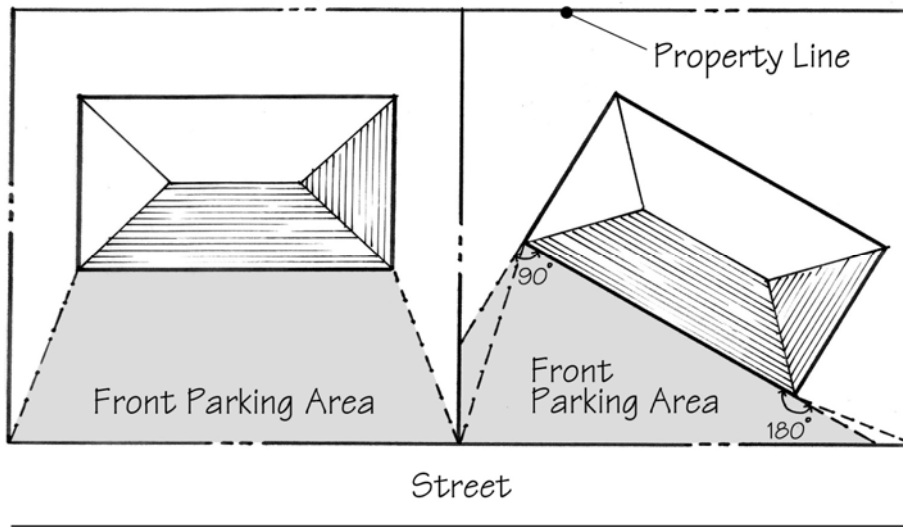 Property Line
90°
Front
Parking Area
Front Parking Area
180°
Street